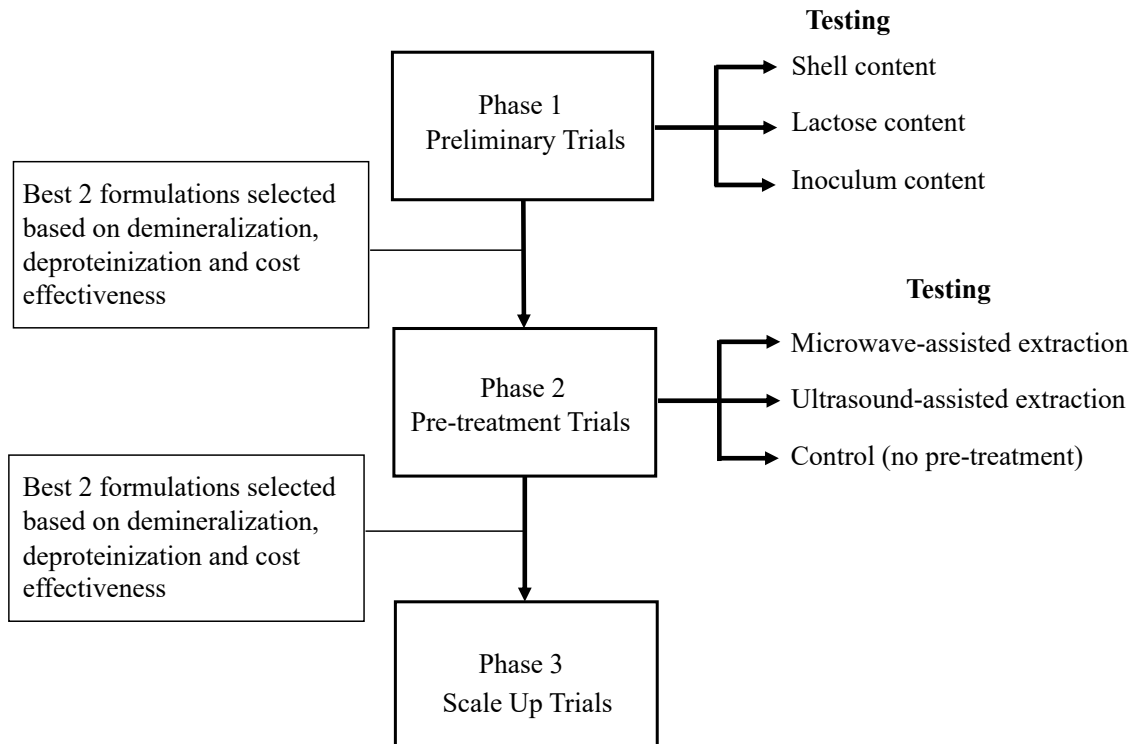 Testing
Shell content
Lactose content
Inoculum content
Phase 1
Preliminary Trials
Best 2 formulations selected
based on demineralization,
deproteinization and cost
effectiveness
Testing
Microwave-assisted extraction
Ultrasound-assisted extraction
Control (no pre-treatment)
Phase 2
Pre-treatment Trials
Best 2 formulations selected
based on demineralization,
deproteinization and cost
effectiveness
Phase 3
Scale Up Trials